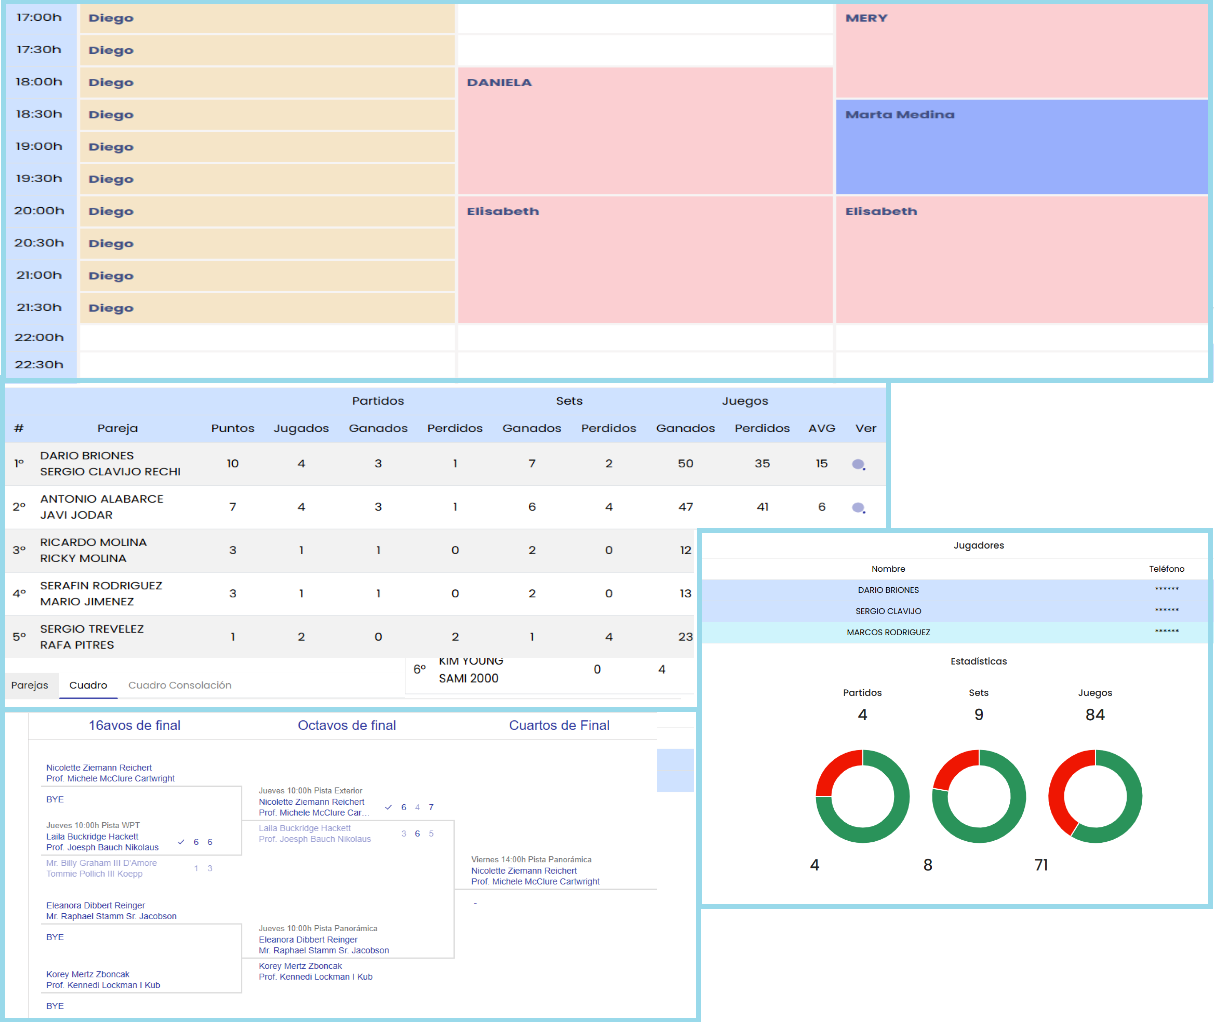 17:00h Diego MERY
17:30h Diego
18:00h Diego DANIELA
18:30h Diego Marta Medina
19:00h Diego
19:30h Diego
20:00h Diego Elisabeth Elisabeth
20:30h Diego
21:00h Diego
21:30h Diego
22:00h
22:30h
Partidos Sets Juegos
# Pareja Puntos Jugados Ganados Perdidos Ganados Perdidos Ganados Perdidos AVG Ver
DARIO BRIONES
1º 10 4 3 1 7 2 50 35 15
SERGIO CLAVIJO RECHI
ANTONIO ALABARCE
2º 7 4 3 1 6 4 47 41 6
JAVI JODAR
RICARDO MOLINA
3º 3 1 1 0 2 0 12
RICKY MOLINA
SERAFIN RODRIGUEZ
4º 3 1 1 0 2 0 13
MARIO JIMENEZ
SERGIO TREVELEZ
5º 1 2 0 2 1 4 23
RAFA PITRES
KIM YOUNG
6º 0 4
SAMI 2000
Parejas Cuadro Cuadro Consolación
Jugadores
Nombre Teléfono
DARIO BRIONES ******
SERGIO CLAVIJO ******
MARCOS RODRIGUEZ ******
Estadísticas
Partidos Sets Juegos
4 9 84
4 8 71
16avos de final Octavos de final Cuartos de Final
Nicolette Ziemann Reichert
Prof. Michele McClure Cartwright
BYE
Jueves 10:00h Pista WPT
Laila Buckridge Hackett
Prof. Joesph Bauch Nikolaus ✓ 6 6
Mr. Billy Graham III D'Amore
Tommie Pollich III Koepp 1 3
Eleanora Dibbert Reinger
Mr. Raphael Stamm Sr. Jacobson
BYE
Korey Mertz Zboncak
Prof. Kennedi Lockman I Kub
BYE
Jueves 10:00h Pista Exterior
Nicolette Ziemann Reichert ✓ 6 4 7
Prof. Michele McClure Car...
Laila Buckridge Hackett
Prof. Joesph Bauch Nikolaus 3 6 5
Jueves 10:00h Pista Panorámica
Eleanora Dibbert Reinger
Mr. Raphael Stamm Sr. Jacobson
Korey Mertz Zboncak
Prof. Kennedi Lockman I Kub
Viernes 14:00h Pista Panorámica
Nicolette Ziemann Reichert
Prof. Michele McClure Cartwright
-